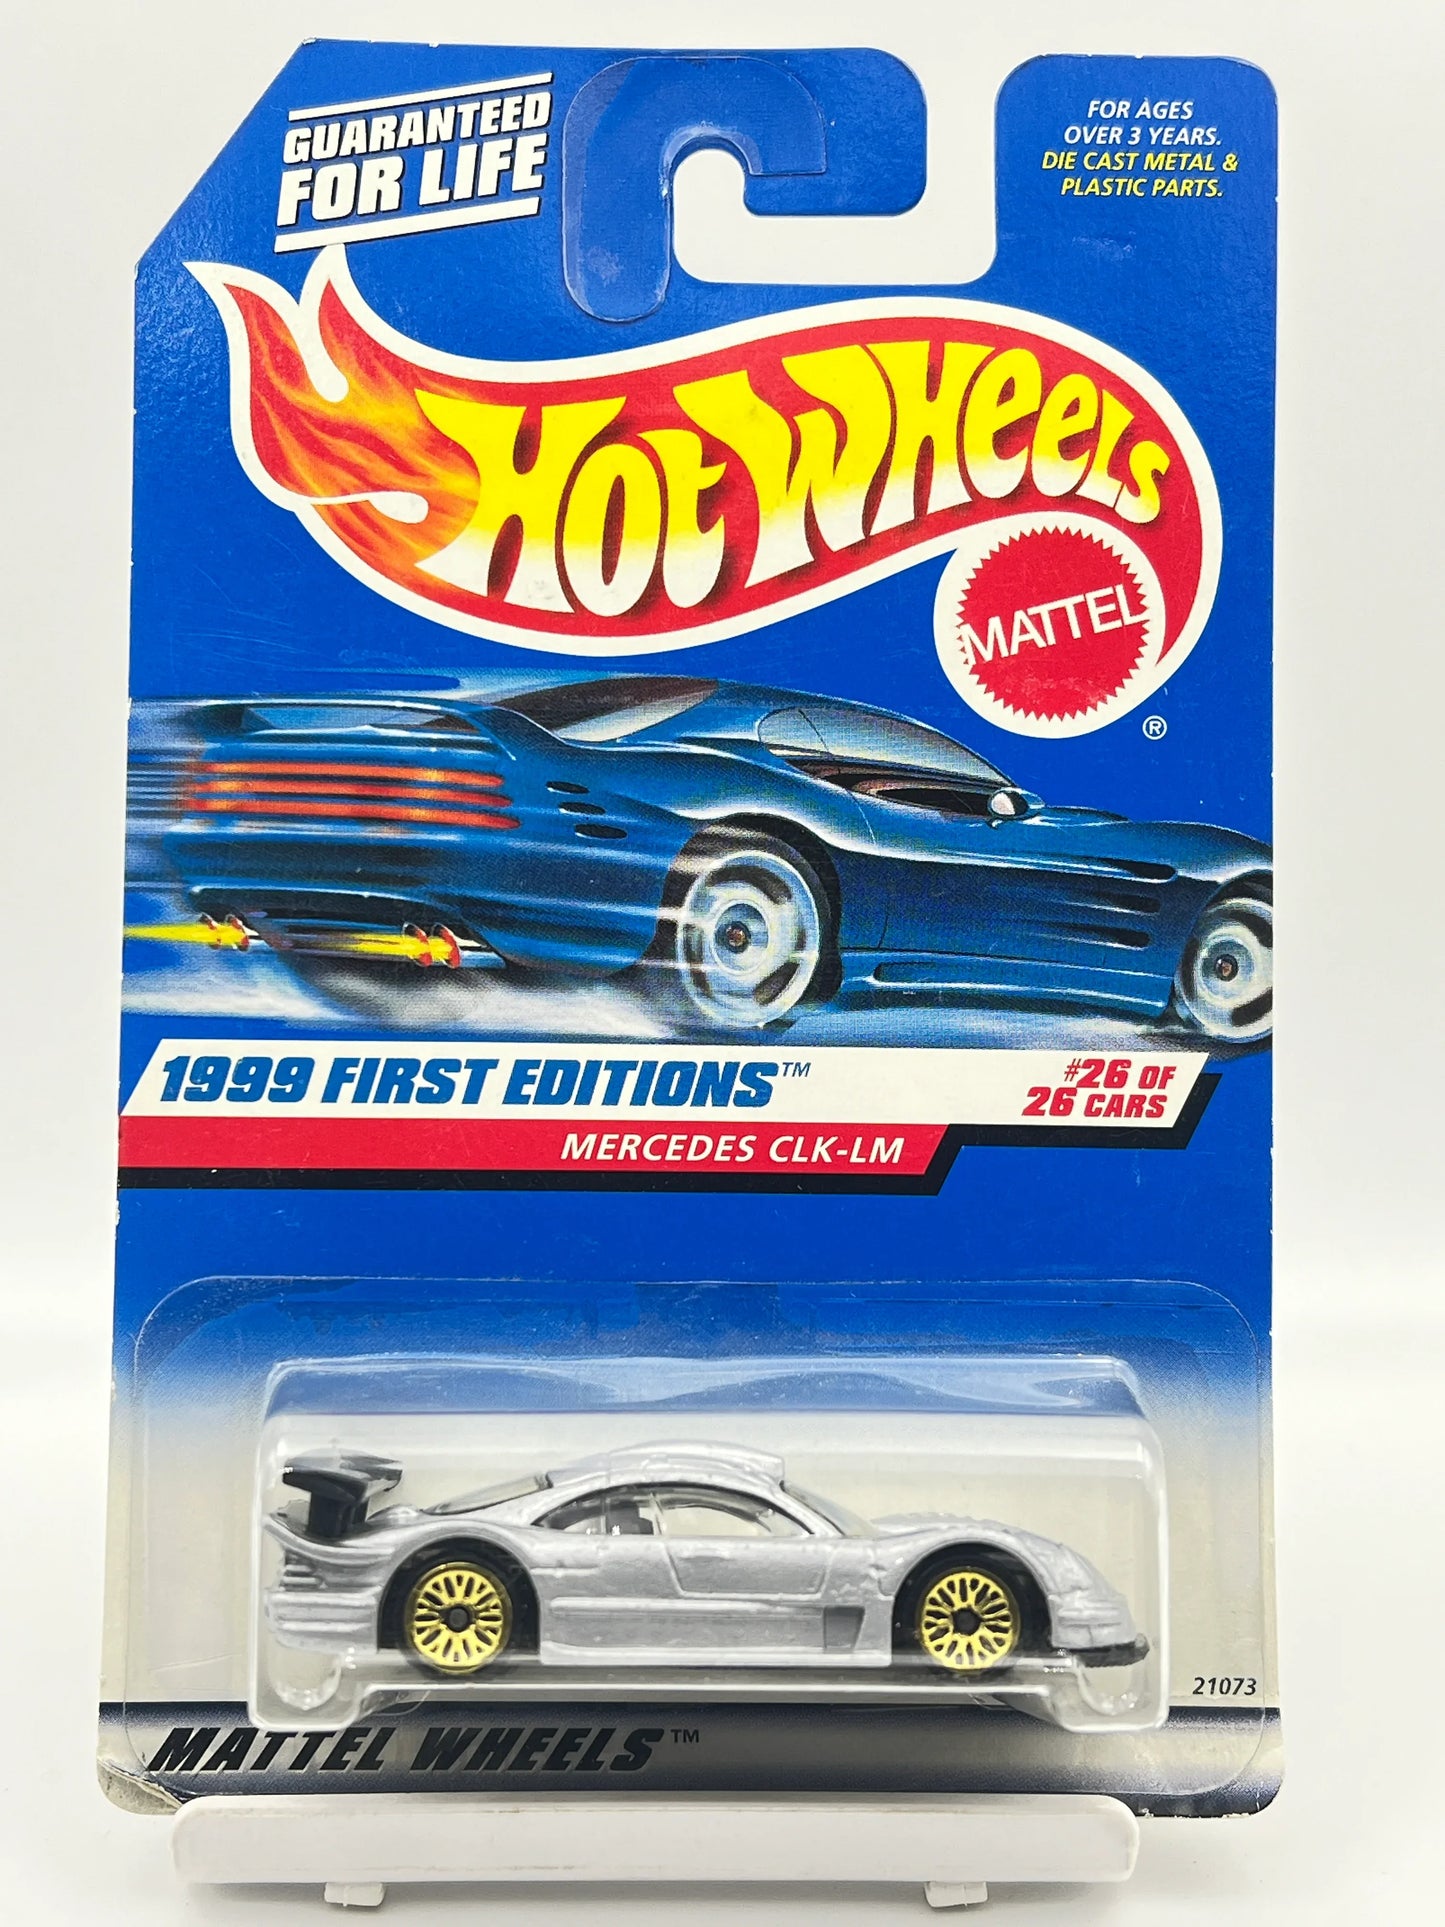 GUARANTEED
FOR LIFE
FOR AGES
OVER 3 YEARS.
DIE CAST METAL &
PLASTIC PARTS.
HOT WHEELS
MATTEL
®
1999 FIRST EDITIONS™
#26 OF
26 CARS
MERCEDES CLK-LM
21073
MATTEL WHEELS™